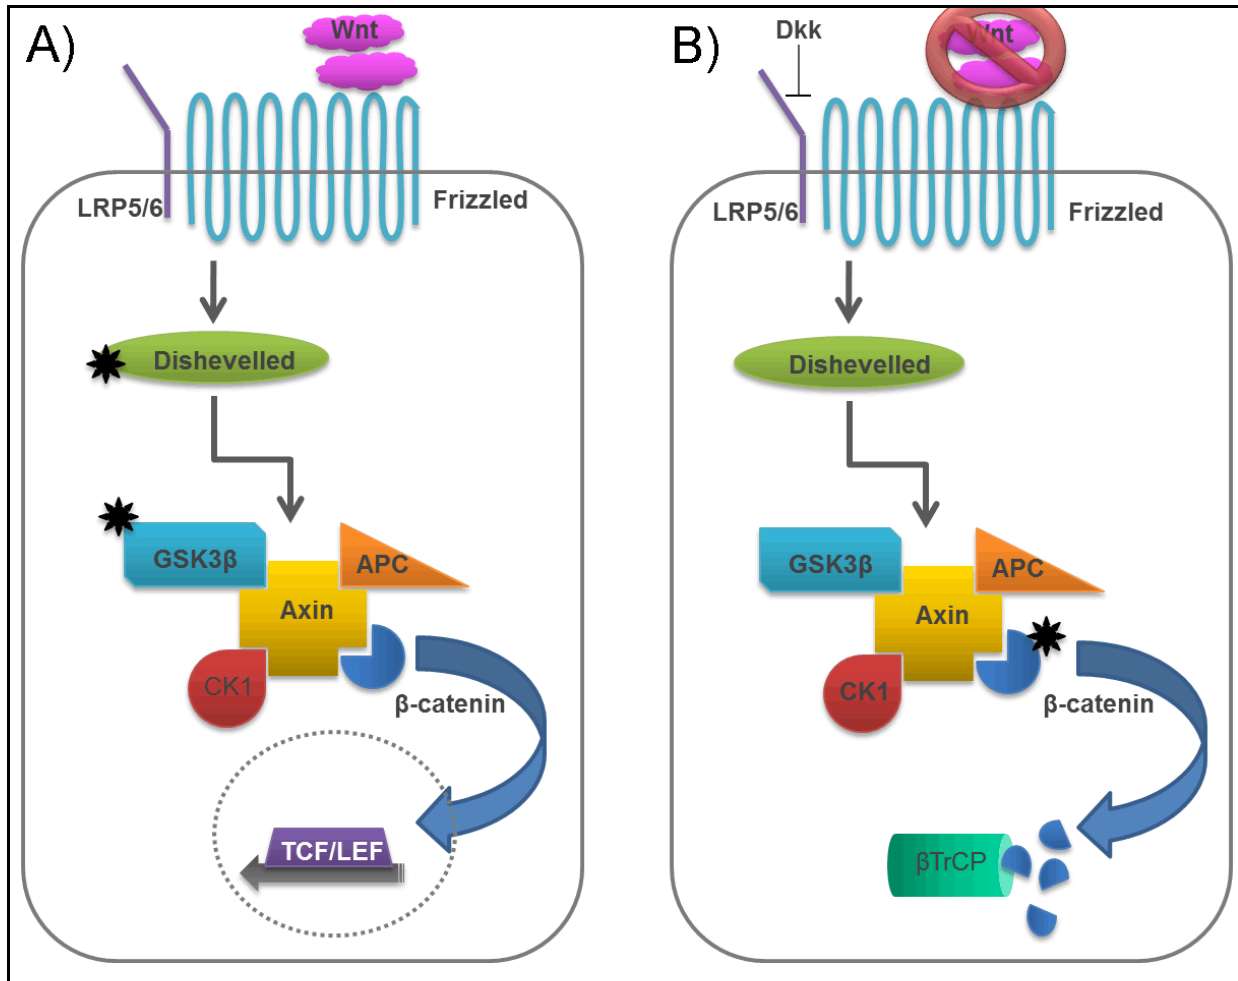 A)
Wnt
LRP5/6
Frizzled
Dishevelled
GSK3β
APC
Axin
CK1
β-catenin
TCF/LEF
B)
Dkk
Wnt
LRP5/6
Frizzled
Dishevelled
GSK3β
APC
Axin
CK1
β-catenin
βTrCP